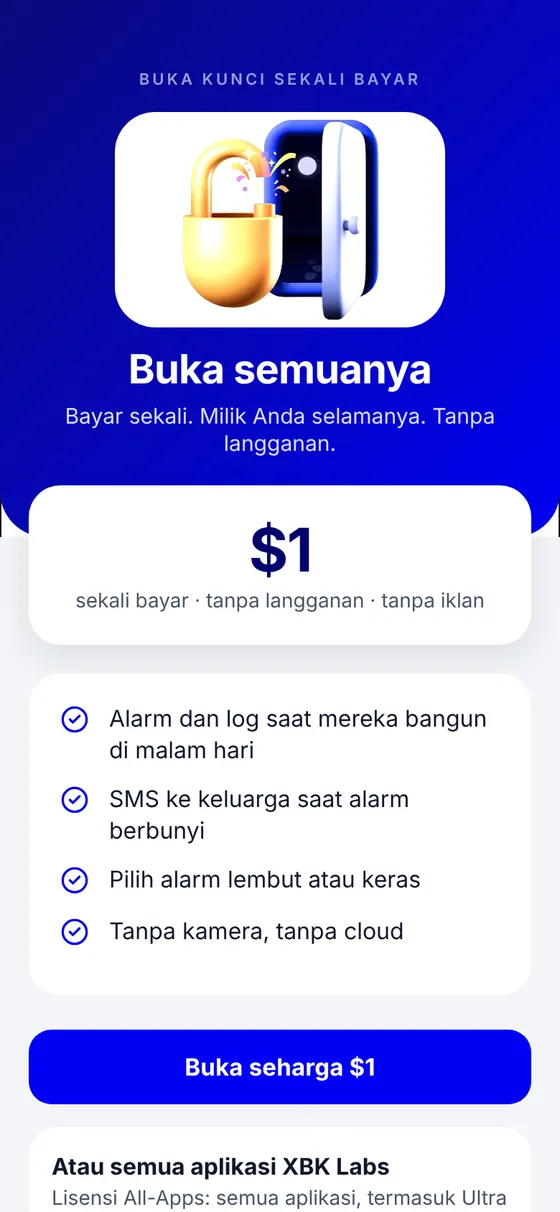 BUKA KUNCI SEKALI BAYAR
Buka semuanya
Bayar sekali. Milik Anda selamanya. Tanpa
langganan.
$1
sekali bayar · tanpa langganan · tanpa iklan
Alarm dan log saat mereka bangun
di malam hari
SMS ke keluarga saat alarm
berbunyi
Pilih alarm lembut atau keras
Tanpa kamera, tanpa cloud
Buka seharga $1
Atau semua aplikasi XBK Labs
Lisensi All-Apps: semua aplikasi, termasuk Ultra